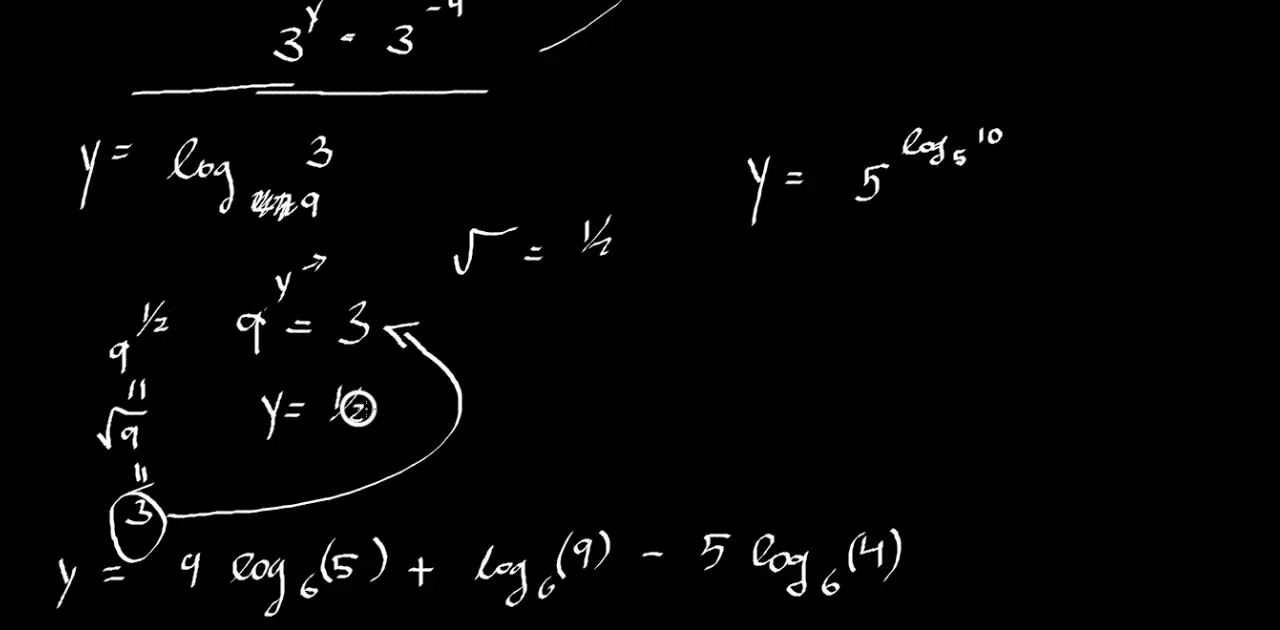 3^y = 3^-4
y = log_9 3
y = 5^log_5 10
√ = 1/2
9^y → = 3
9^1/2
=
√9
=
3
y = 1/2
y = 9 log_6(5) + log_6(9) - 5 log_6(4)